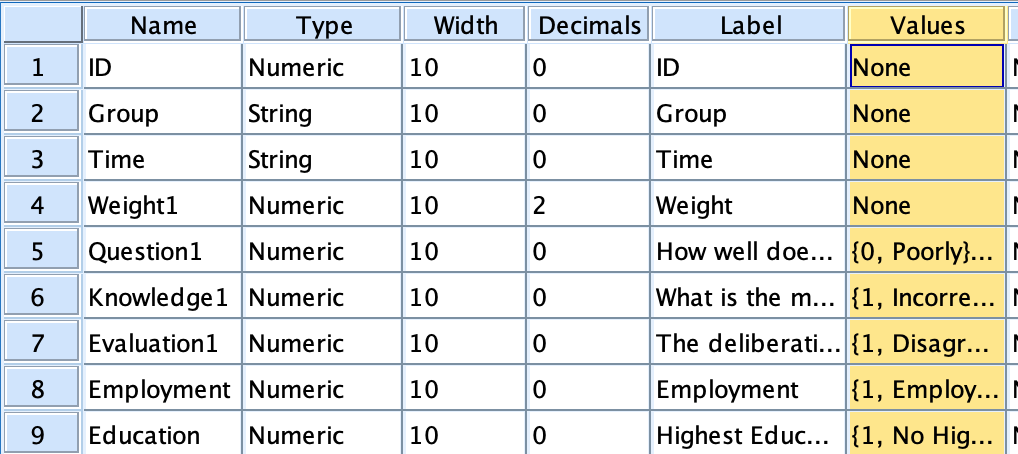 Name Type Width Decimals Label Values
1 ID Numeric 10 0 ID None
2 Group String 10 0 Group None
3 Time String 10 0 Time None
4 Weight1 Numeric 10 2 Weight None
5 Question1 Numeric 10 0 How well doe... {0, Poorly}...
6 Knowledge1 Numeric 10 0 What is the m... {1, Incorre...
7 Evaluation1 Numeric 10 0 The deliberati... {1, Disagr...
8 Employment Numeric 10 0 Employment {1, Employ...
9 Education Numeric 10 0 Highest Educ... {1, No Hig...